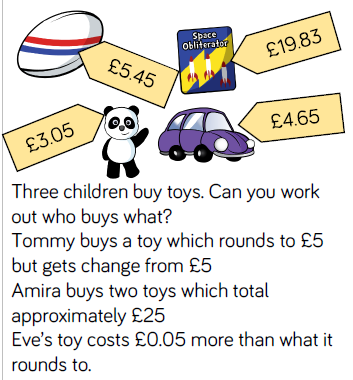 Space
Obliterator
£19.83
£5.45
£4.65
£3.05
Three children buy toys. Can you work
out who buys what?
Tommy buys a toy which rounds to £5
but gets change from £5
Amira buys two toys which total
approximately £25
Eve's toy costs £0.05 more than what it
rounds to.